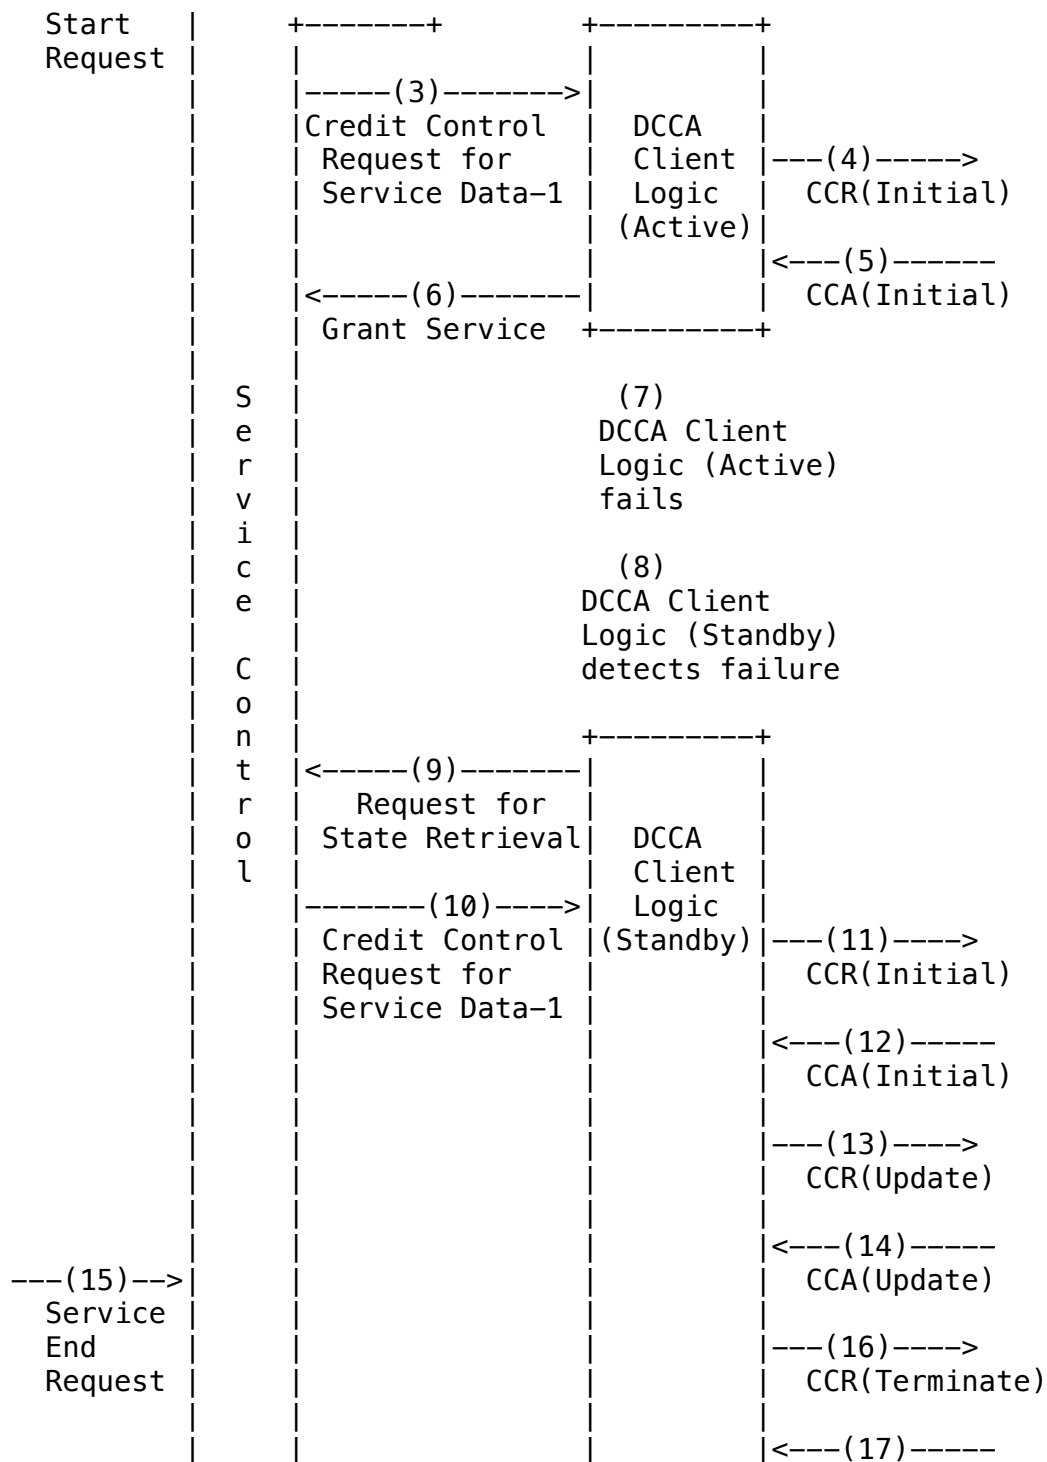 Start    |     +-------+        +---------+
  Request  |     |                |         |
           |     |-----(3)------->|         |
           |     |Credit Control  |  DCCA   |
           |     | Request for    |  Client |---(4)----->
           |     | Service Data-1 |  Logic  |  CCR(Initial)
           |     |                | (Active)|
           |     |                |         |<---(5)------
           |     |<-----(6)-------|         |  CCA(Initial)
           |     | Grant Service  +---------+
           |     |
           |  S  |                  (7)
           |  e  |                 DCCA Client
           |  r  |                 Logic (Active)
           |  v  |                 fails
           |  i  |
           |  c  |                  (8)
           |  e  |                DCCA Client
           |     |                Logic (Standby)
           |  C  |                detects failure
           |  o  |
           |  n  |                +---------+
           |  t  |<-----(9)-------|         |
           |  r  |   Request for  |         |
           |  o  | State Retrieval|  DCCA   |
           |  l  |                |  Client |
           |     |-------(10)---->|  Logic  |
           |     | Credit Control |(Standby)|---(11)---->
           |     | Request for    |         |  CCR(Initial)
           |     | Service Data-1 |         |
           |     |                |         |<---(12)-----
           |     |                |         |  CCA(Initial)
           |     |                |         |
           |     |                |         |---(13)---->
           |     |                |         |  CCR(Update)
           |     |                |         |
           |     |                |         |<---(14)-----
---(15)-->|     |                |         |  CCA(Update)
  Service  |     |                |         |
  End      |     |                |         |---(16)---->
  Request  |     |                |         |  CCR(Terminate)
           |     |                |         |
           |     |                |         |<---(17)-----